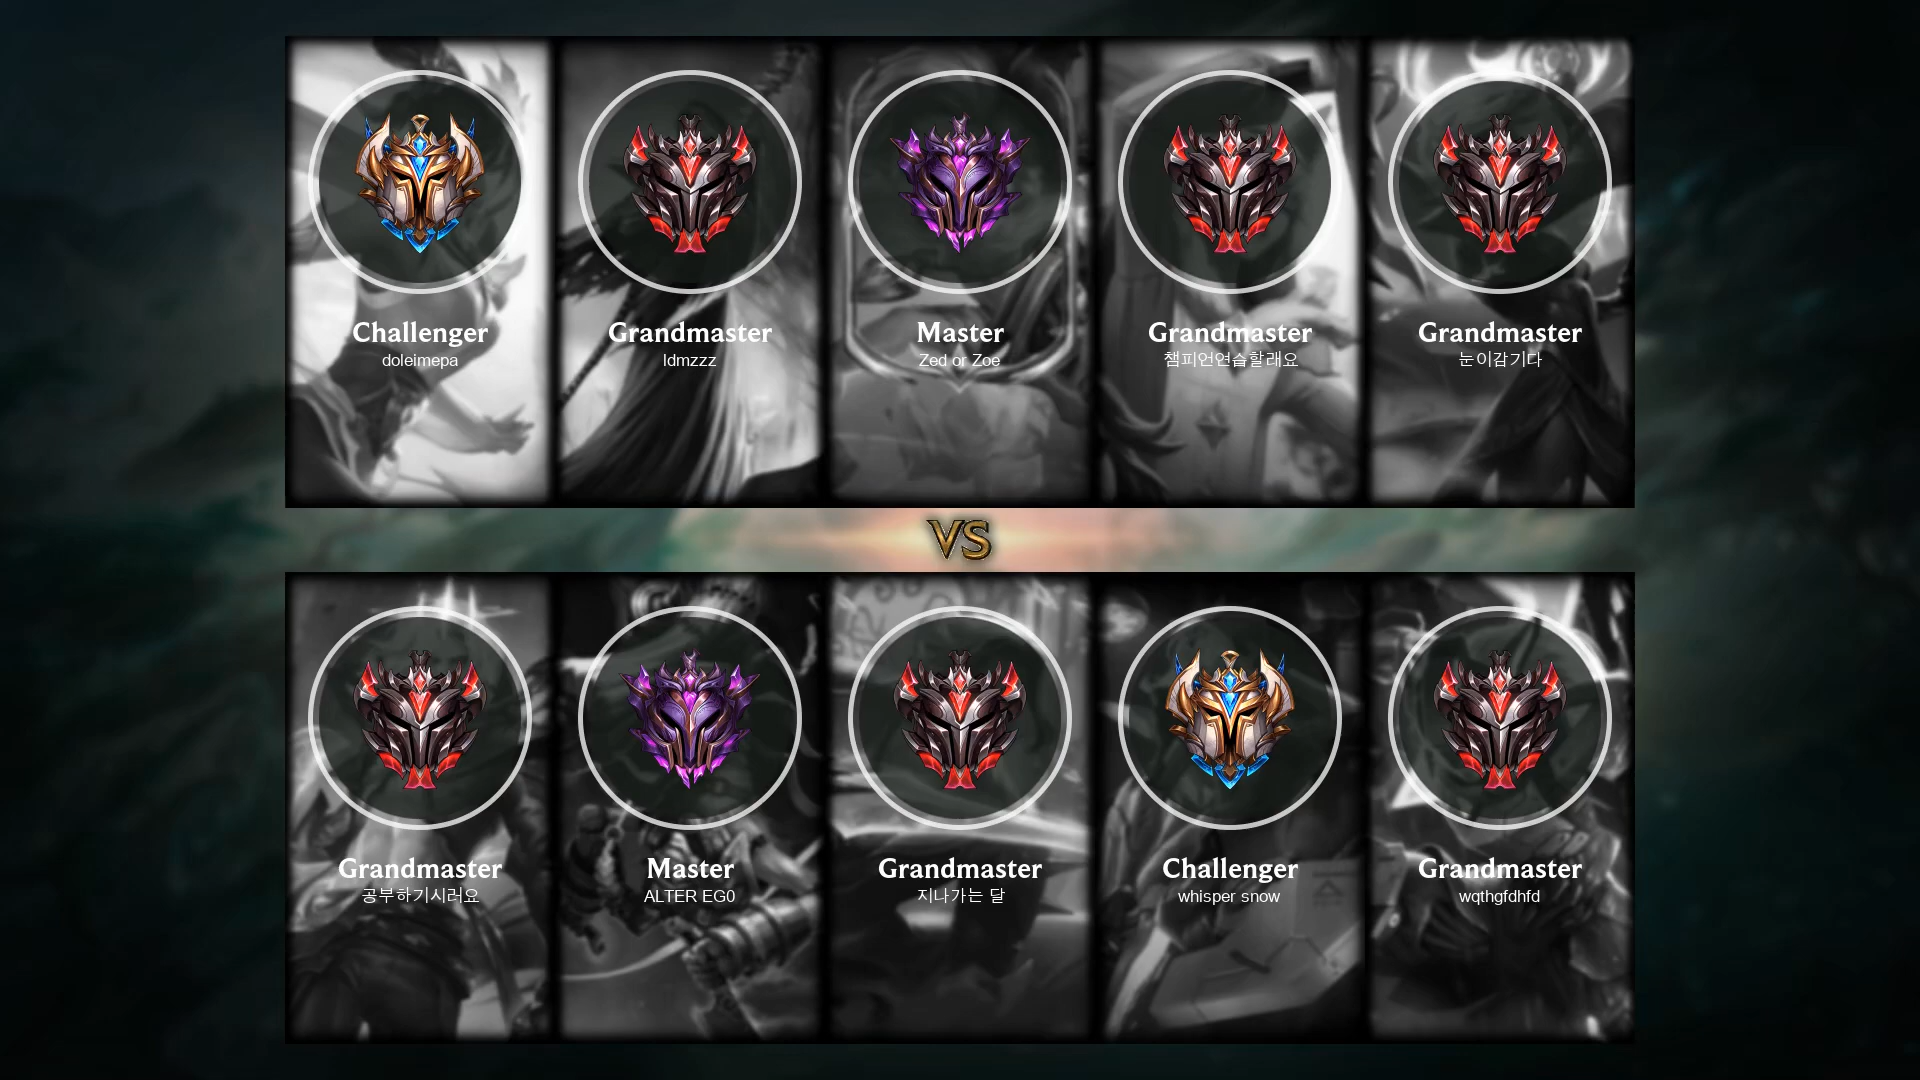 Challenger
doleimepa
Grandmaster
ldmzzz
Master
Zed or Zoe
Grandmaster
챔피언연습할래요
Grandmaster
눈이감기다
VS
Grandmaster
공부하기시러요
Master
ALTER EG0
Grandmaster
지나가는 달
Challenger
whisper snow
Grandmaster
wqthgfdhfd